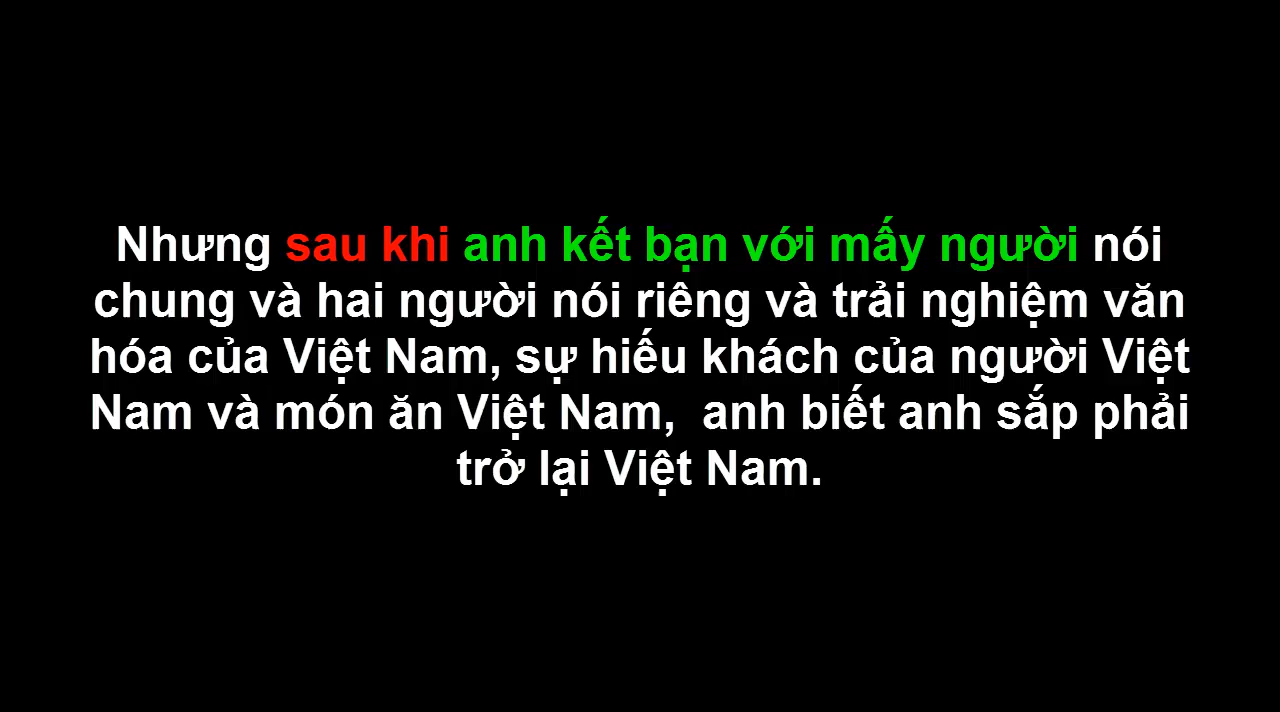 Nhưng sau khi anh kết bạn với mấy người nói
chung và hai người nói riêng và trải nghiệm văn
hóa của Việt Nam, sự hiếu khách của người Việt
Nam và món ăn Việt Nam,  anh biết anh sắp phải
trở lại Việt Nam.